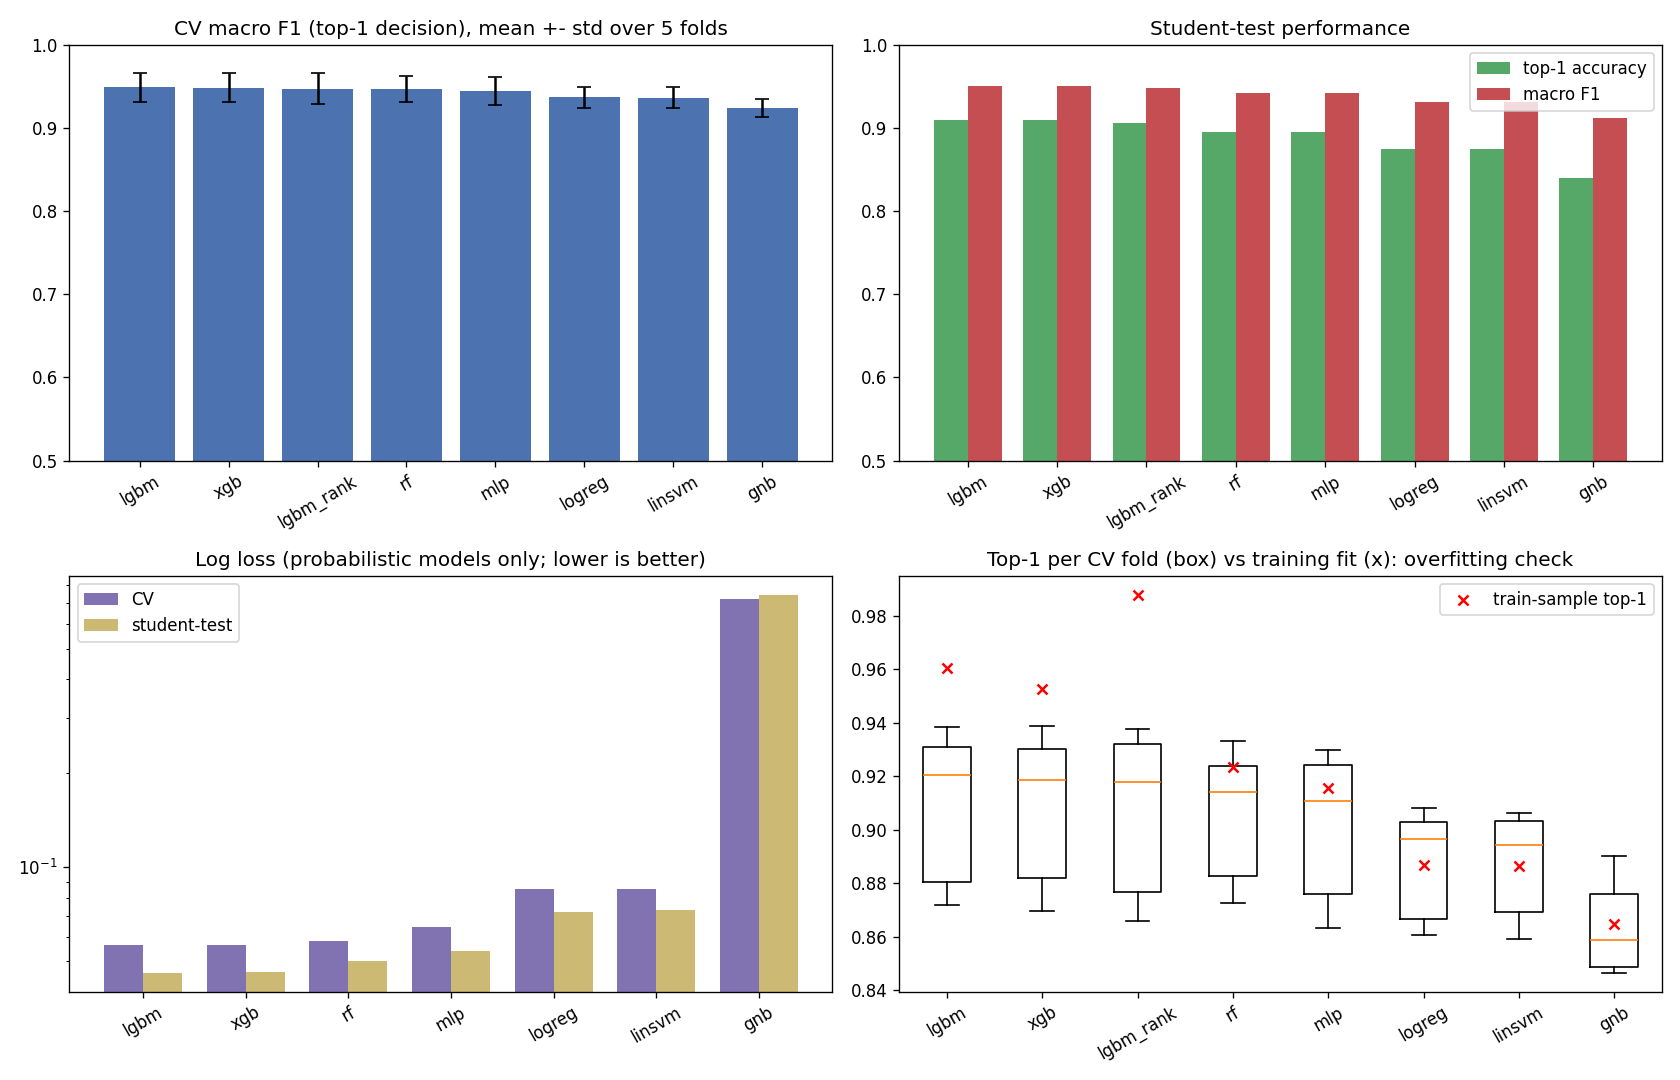 CV macro F1 (top-1 decision), mean +- std over 5 folds
1.0
0.9
0.8
0.7
0.6
0.5
lgbm
xgb
lgbm_rank
rf
mlp
logreg
linsvm
gnb
Student-test performance
top-1 accuracy
macro F1
1.0
0.9
0.8
0.7
0.6
0.5
lgbm
xgb
lgbm_rank
rf
mlp
logreg
linsvm
gnb
Log loss (probabilistic models only; lower is better)
CV
student-test
10⁻¹
lgbm
xgb
rf
mlp
logreg
linsvm
gnb
Top-1 per CV fold (box) vs training fit (x): overfitting check
train-sample top-1
0.98
0.96
0.94
0.92
0.90
0.88
0.86
0.84
lgbm
xgb
lgbm_rank
rf
mlp
logreg
linsvm
gnb